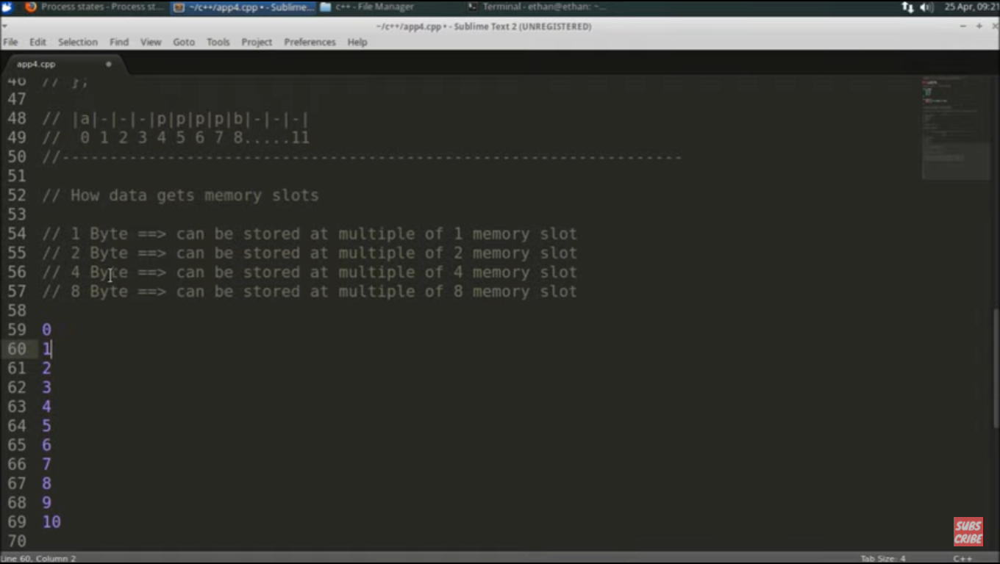 Process states - Process st...
~/c++/app4.cpp • - Sublime...
c++ - File Manager
Terminal - ethan@ethan: ~...
25 Apr, 09:21
~/c++/app4.cpp • - Sublime Text 2 (UNREGISTERED)
File Edit Selection Find View Goto Tools Project Preferences Help
app4.cpp
46 // };
47
48 // |a|-|-|-|p|p|p|p|b|-|-|-|
49 // 0 1 2 3 4 5 6 7 8.....11
50 //-----------------------------------------------------------------
51
52 // How data gets memory slots
53
54 // 1 Byte ==> can be stored at multiple of 1 memory slot
55 // 2 Byte ==> can be stored at multiple of 2 memory slot
56 // 4 Byte ==> can be stored at multiple of 4 memory slot
57 // 8 Byte ==> can be stored at multiple of 8 memory slot
58
59 0
60 1
61 2
62 3
63 4
64 5
65 6
66 7
67 8
68 9
69 10
70
SUBS
CRIBE
Line 60, Column 2
Tab Size: 4
C++